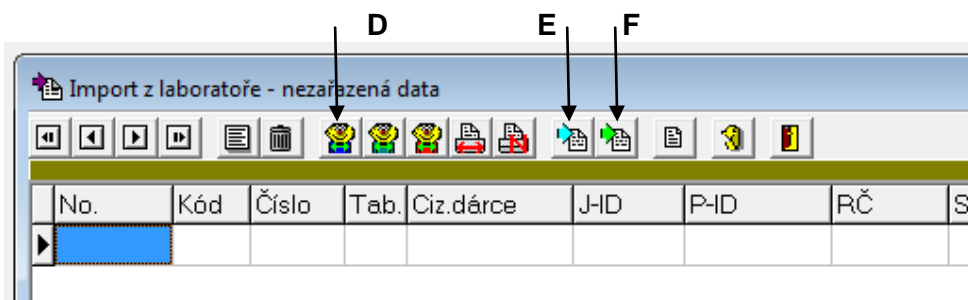 D E F
Import z laboratoře - nezařazená data
No. Kód Číslo Tab. Ciz.dárce J-ID P-ID RČ S